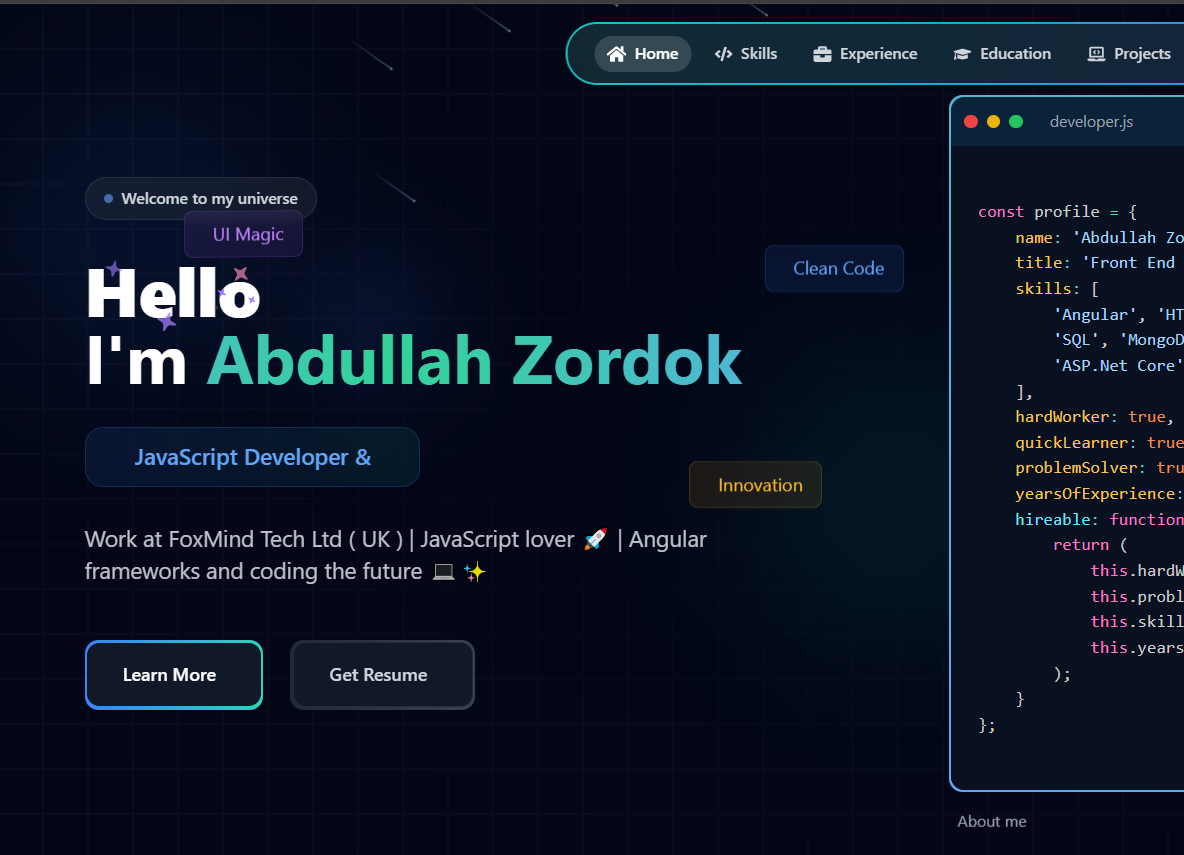 Home Skills Experience Education Projects
Welcome to my universe
UI Magic
Hello
I'm Abdullah Zordok
Clean Code
JavaScript Developer &
Innovation
Work at FoxMind Tech Ltd ( UK ) | JavaScript lover 🚀 | Angular
frameworks and coding the future 💻 ✨
Learn More
Get Resume
developer.js
const profile = {
name: 'Abdullah Zo
title: 'Front End
skills: [
'Angular', 'HT
'SQL', 'MongoD
'ASP.Net Core'
],
hardWorker: true,
quickLearner: true
problemSolver: tru
yearsOfExperience:
hireable: function
return (
this.hardW
this.probl
this.skill
this.years
);
}
};
About me